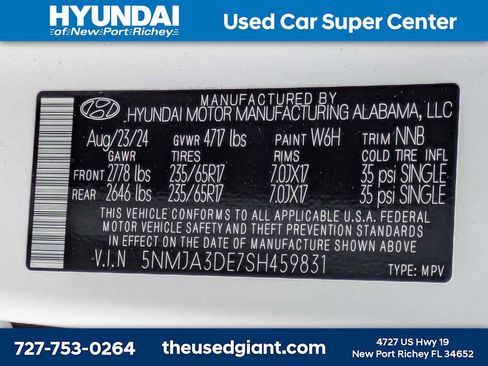 HYUNDAI
of New Port Richey
Used Car Super Center
MANUFACTURED BY
HYUNDAI MOTOR MANUFACTURING ALABAMA, LLC
Aug/23/24 GVWR 4717 lbs PAINT W6H TRIM NNB
GAWR TIRES RIMS COLD TIRE INFL
FRONT 2778 lbs 235/65R17 7.0JX17 35 psi SINGLE
REAR 2646 lbs 235/65R17 7.0JX17 35 psi SINGLE
THIS VEHICLE CONFORMS TO ALL APPLICABLE U.S.A. FEDERAL
MOTOR VEHICLE SAFETY AND THEFT PREVENTION STANDARDS
IN EFFECT ON THE DATE OF MANUFACTURE SHOWN ABOVE.
V.I.N 5NMJA3DE7SH459831 TYPE: MPV
727-753-0264 theusedgiant.com 4727 US Hwy 19
New Port Richey FL 34652